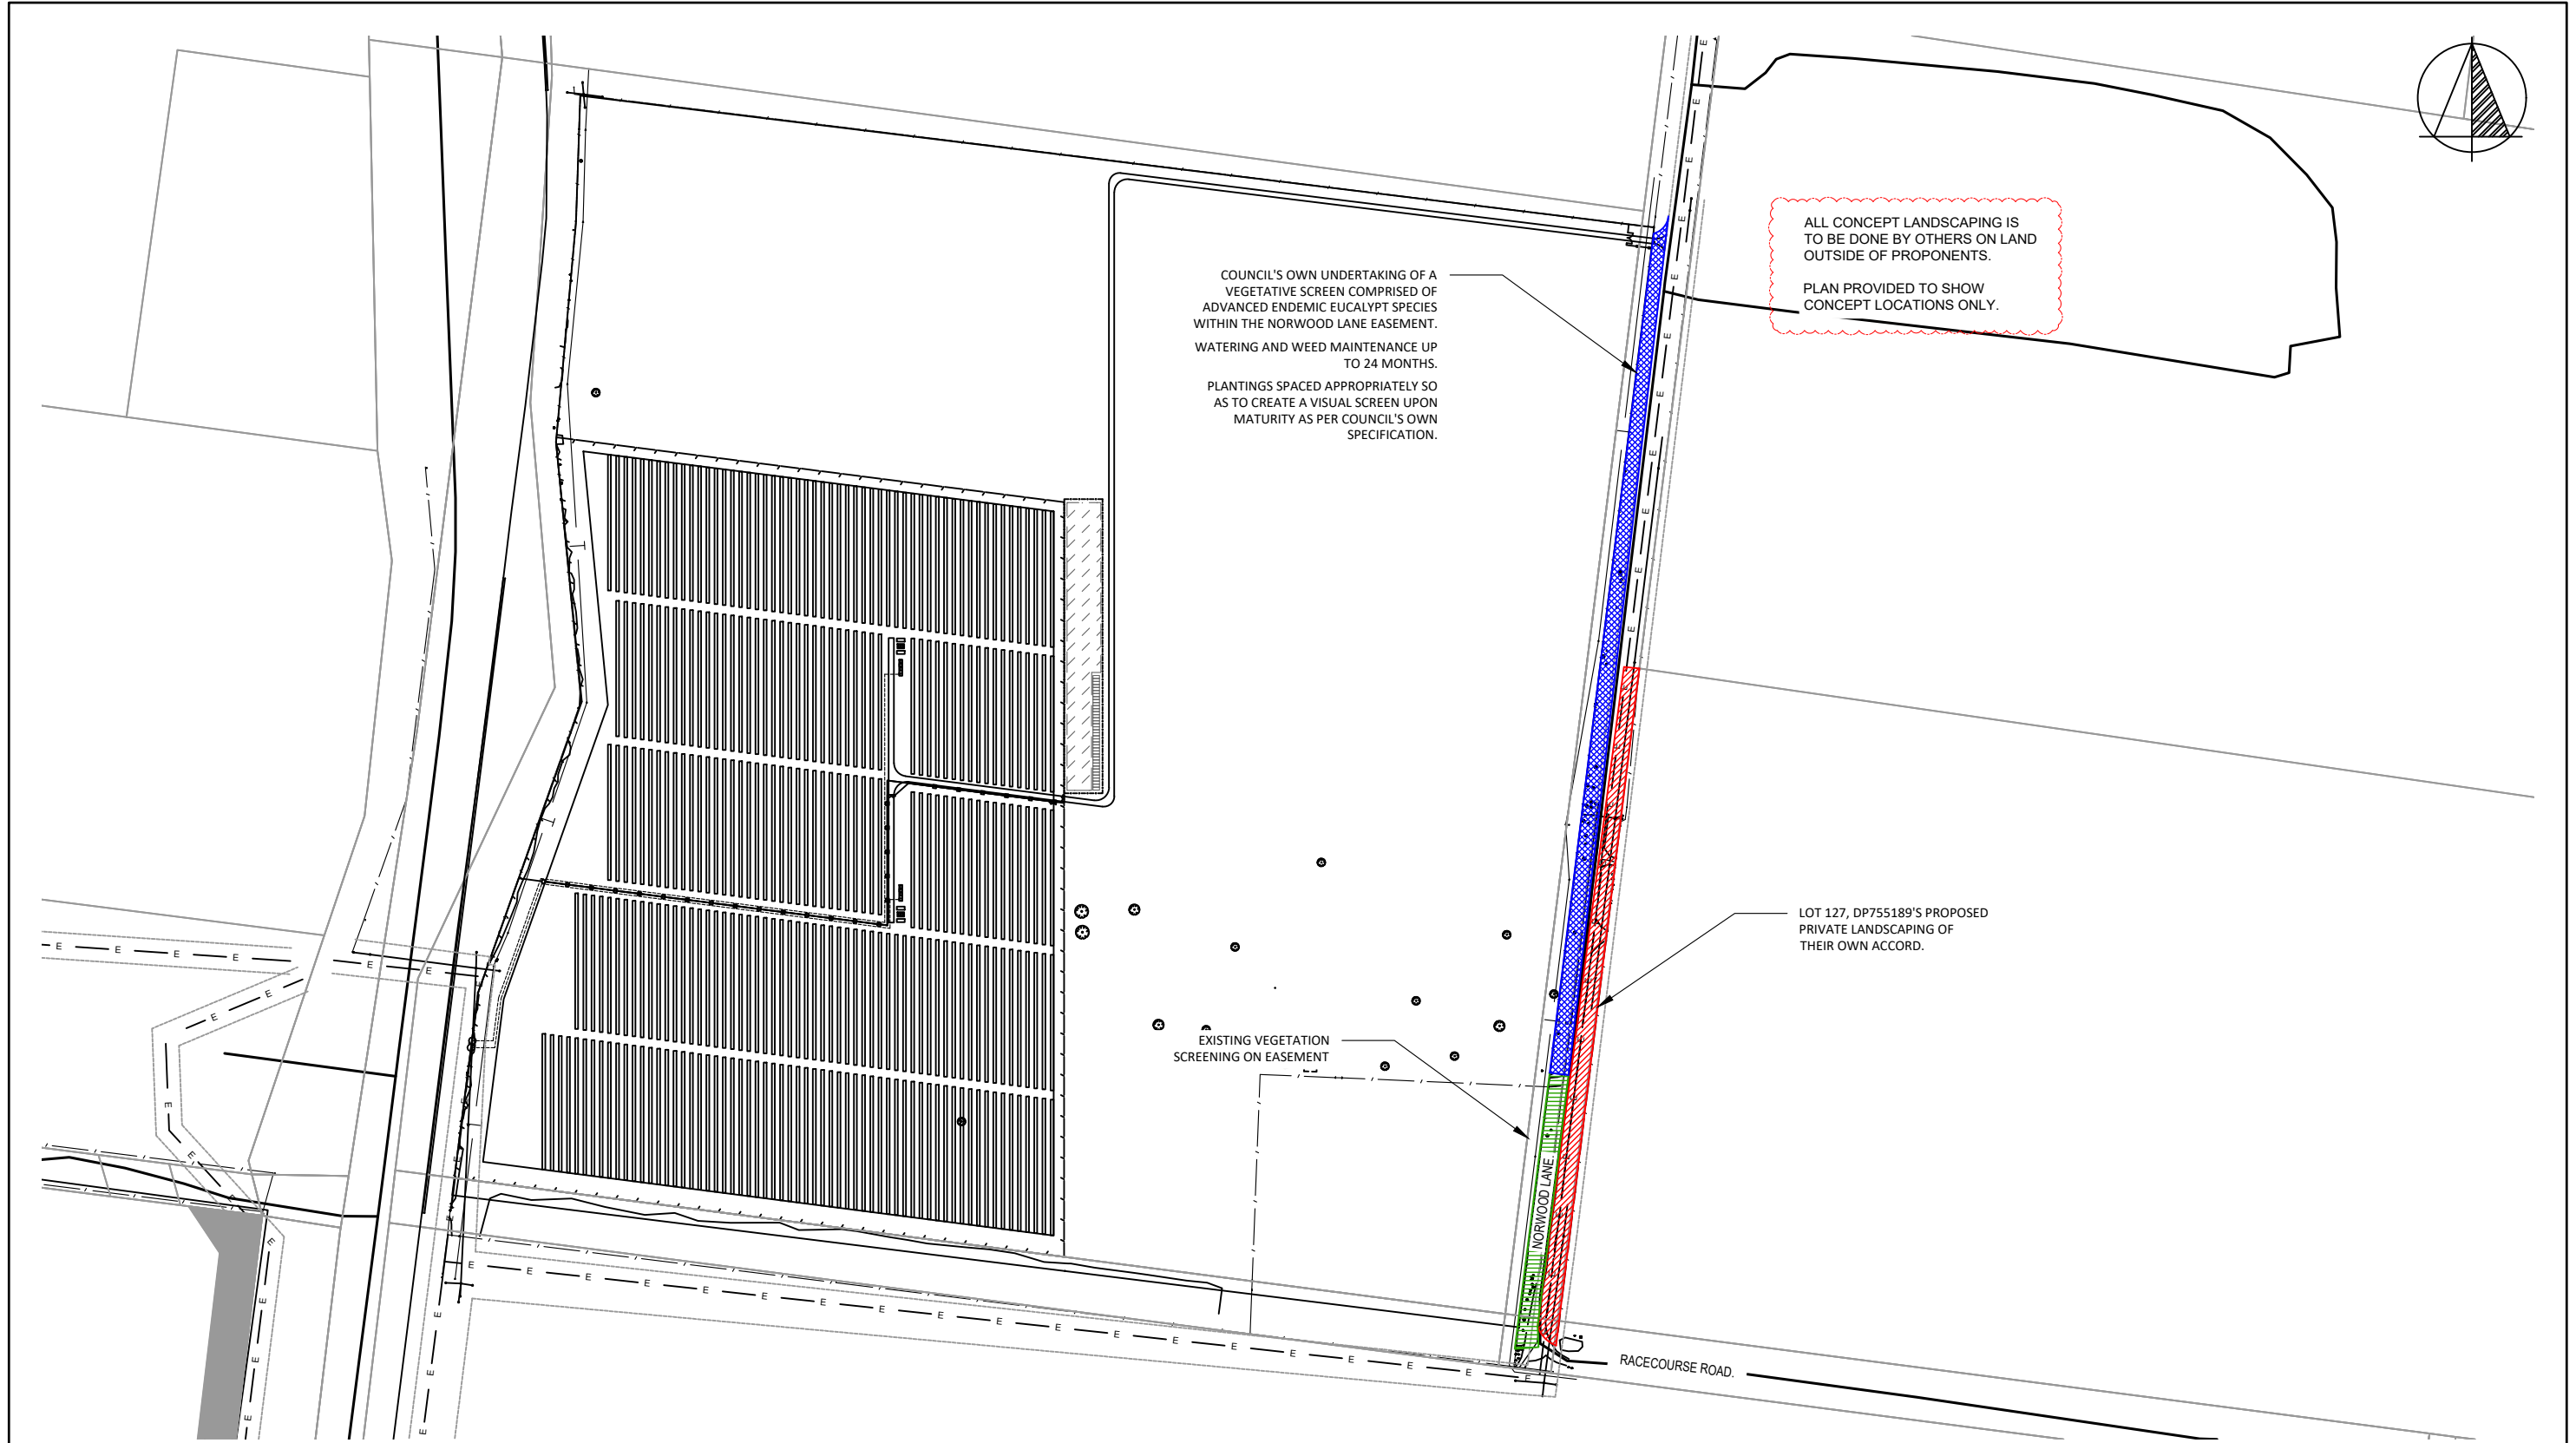 ALL CONCEPT LANDSCAPING IS
TO BE DONE BY OTHERS ON LAND
OUTSIDE OF PROPONENTS.
PLAN PROVIDED TO SHOW
CONCEPT LOCATIONS ONLY.
COUNCIL'S OWN UNDERTAKING OF A
VEGETATIVE SCREEN COMPRISED OF
ADVANCED ENDEMIC EUCALYPT SPECIES
WITHIN THE NORWOOD LANE EASEMENT.
WATERING AND WEED MAINTENANCE UP
TO 24 MONTHS.
PLANTINGS SPACED APPROPRIATELY SO
AS TO CREATE A VISUAL SCREEN UPON
MATURITY AS PER COUNCIL'S OWN
SPECIFICATION.
LOT 127, DP755189'S PROPOSED
PRIVATE LANDSCAPING OF
THEIR OWN ACCORD.
EXISTING VEGETATION
SCREENING ON EASEMENT
NORWOOD LANE.
RACECOURSE ROAD.